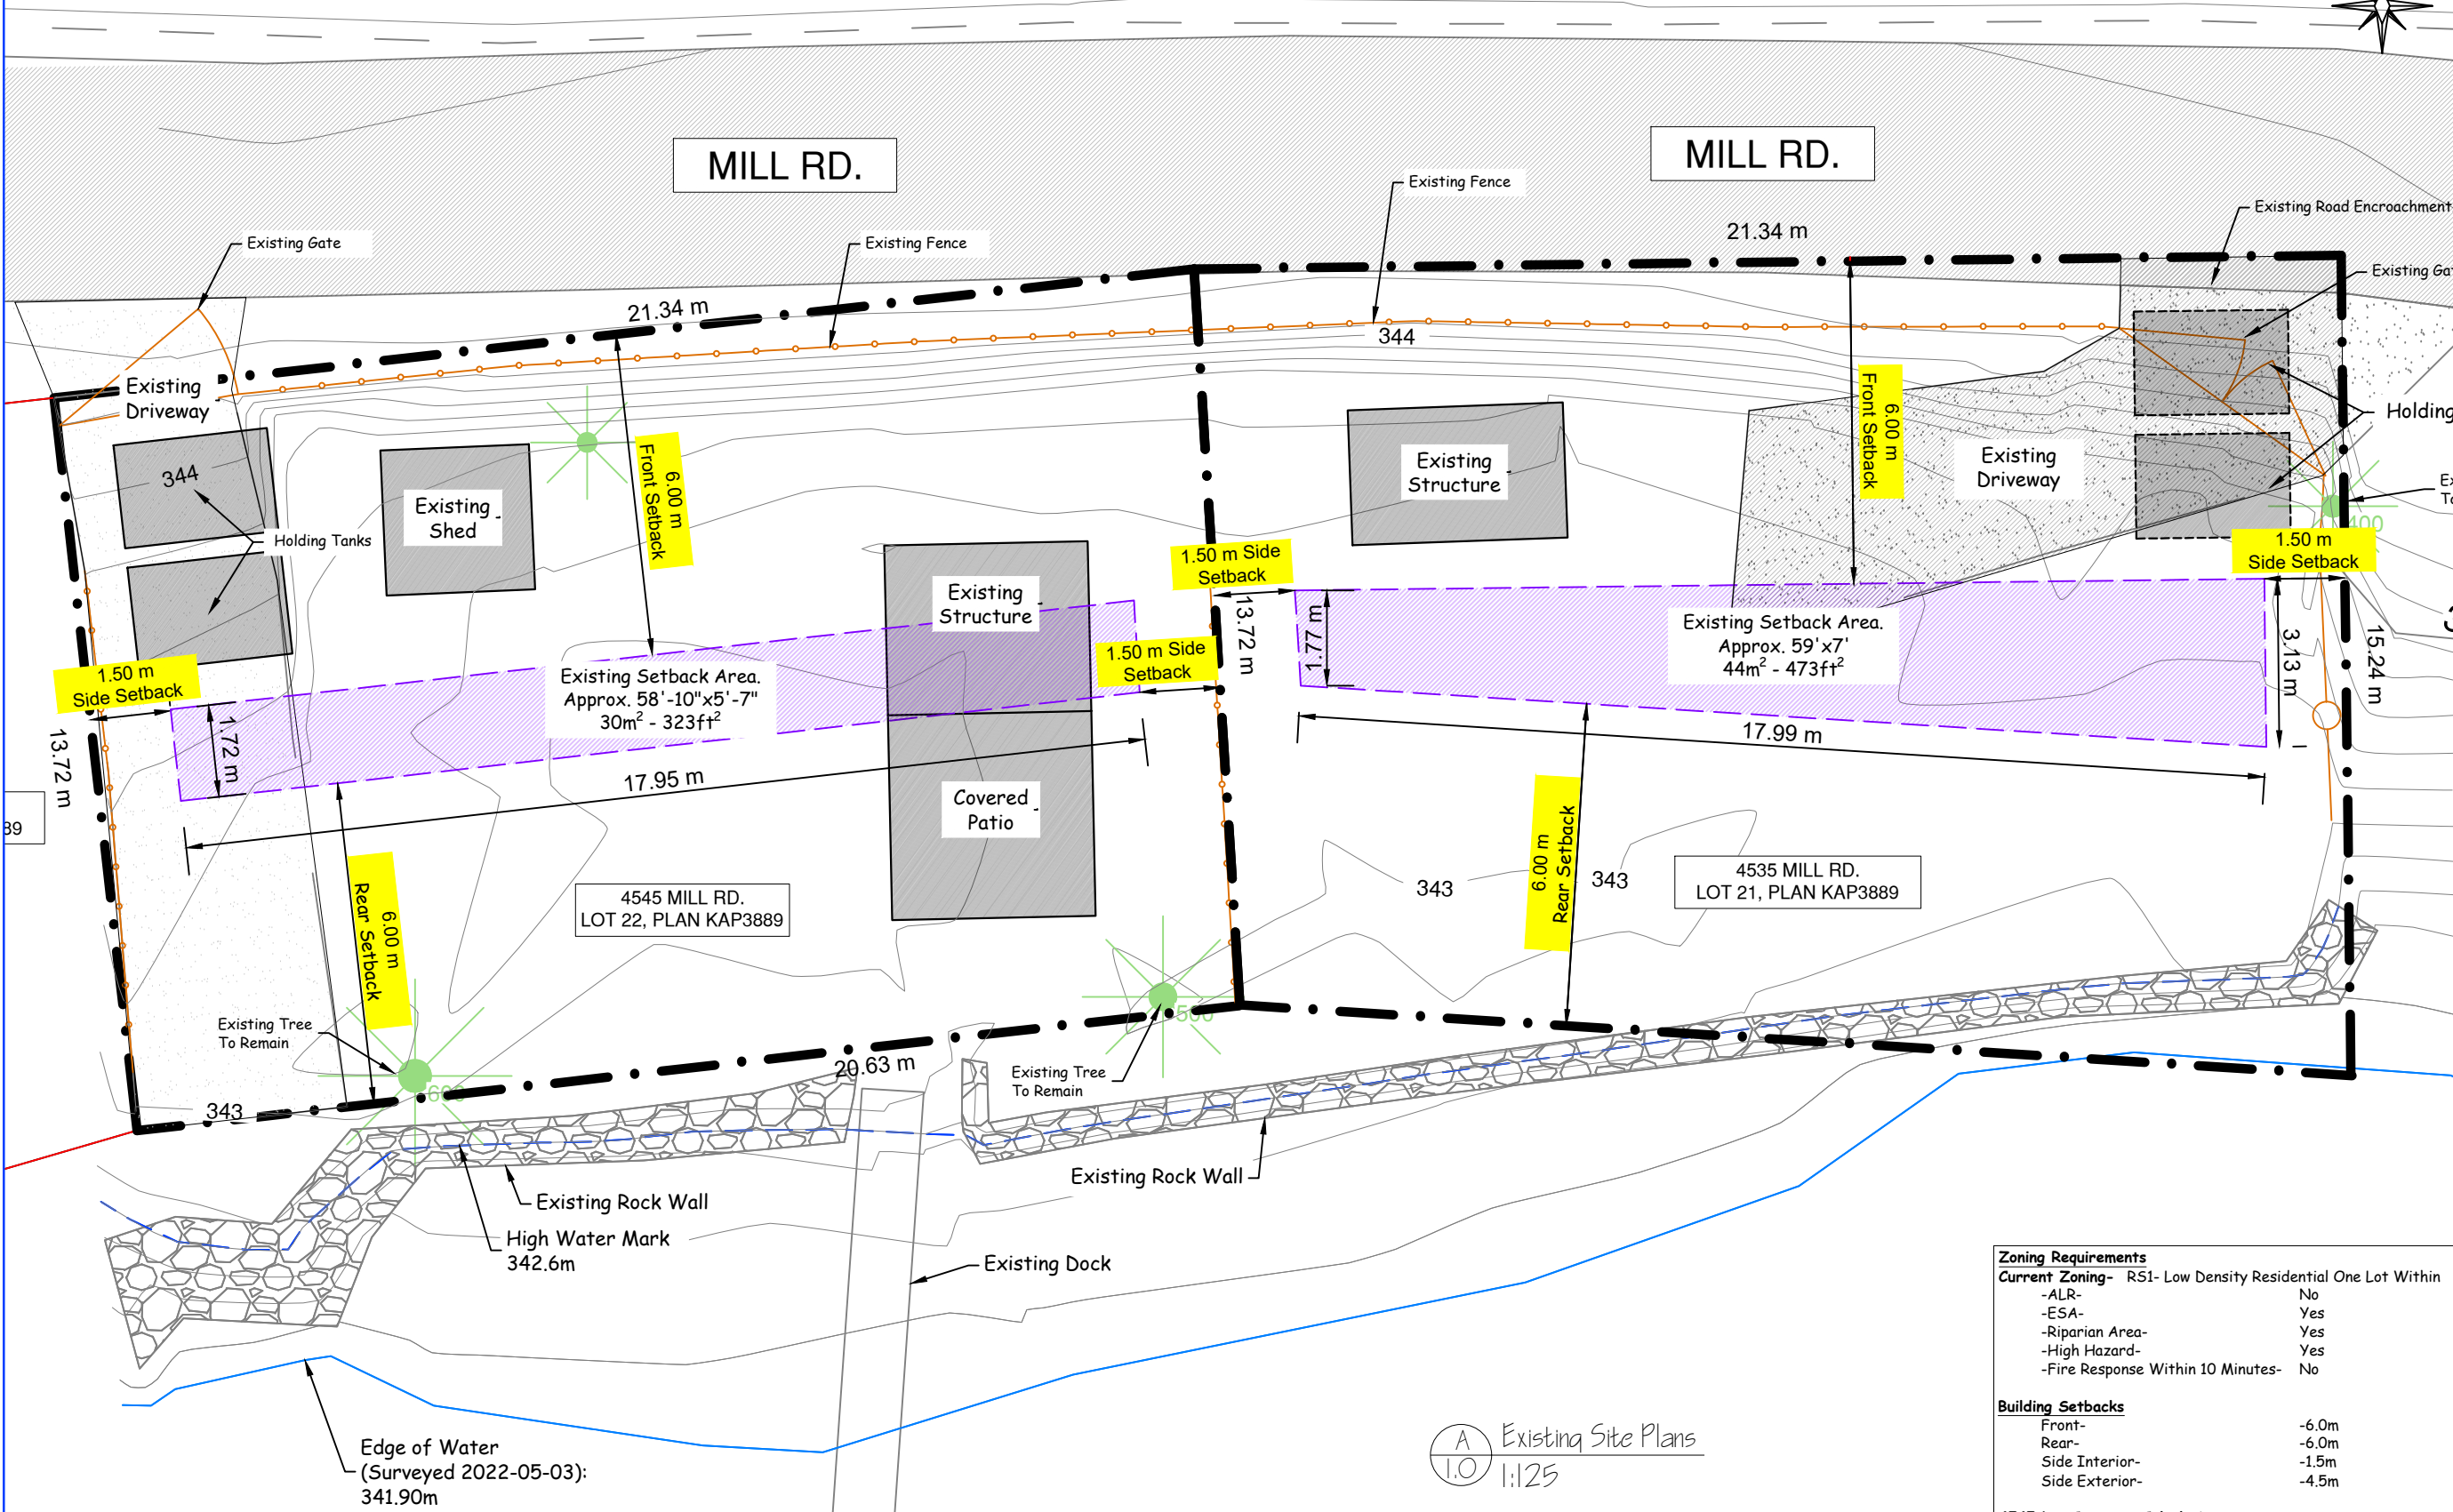 MILL RD.
MILL RD.
Existing Fence
Existing Road Encroachment
21.34 m
Existing Gate
Existing Fence
21.34 m
344
Existing
Driveway
344
Holding Tanks
Existing
Shed
6.00 m
Front Setback
Existing
Structure
6.00 m
Front Setback
Existing
Driveway
Holding
400
1.50 m
Side Setback
1.50 m Side
Setback
Existing
Structure
13.72 m
1.77 m
Existing Setback Area.
Approx. 59'x7'
44m² - 473ft²
3.13 m
15.24 m
1.50 m Side
Setback
1.50 m
Side Setback
Existing Setback Area.
Approx. 58'-10"x5'-7"
30m² - 323ft²
1.72 m
13.72 m
17.95 m
17.99 m
Covered
Patio
6.00 m
Rear Setback
6.00 m
Rear Setback
89
4545 MILL RD.
LOT 22, PLAN KAP3889
343
343
4535 MILL RD.
LOT 21, PLAN KAP3889
Existing Tree
To Remain
600
500
343
20.63 m
Existing Tree
To Remain
Existing Rock Wall
Existing Rock Wall
High Water Mark
342.6m
Existing Dock
Edge of Water
(Surveyed 2022-05-03):
341.90m
A
1.0
Existing Site Plans
1:125
Zoning Requirements
Current Zoning- RS1- Low Density Residential One Lot Within
-ALR- No
-ESA- Yes
-Riparian Area- Yes
-High Hazard- Yes
-Fire Response Within 10 Minutes- No
Building Setbacks
Front- -6.0m
Rear- -6.0m
Side Interior- -1.5m
Side Exterior- -4.5m